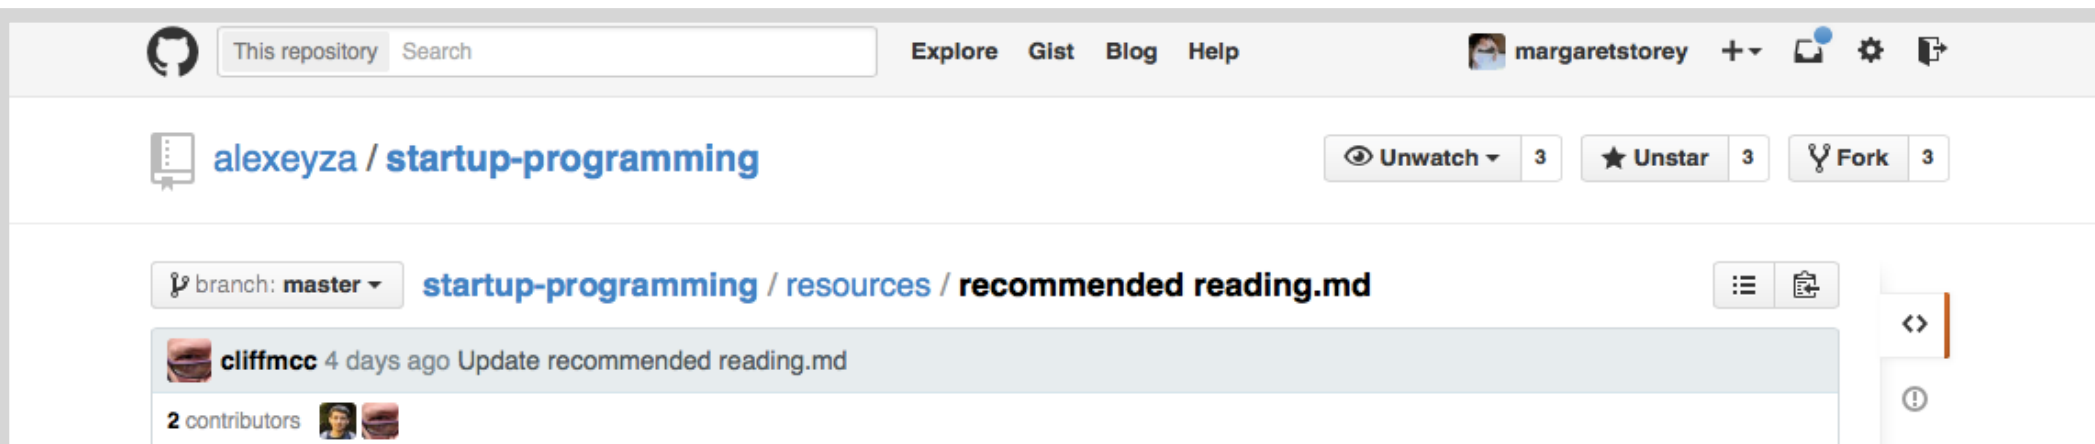 This repository Search Explore Gist Blog Help margaretstorey
alexeyza / startup-programming Unwatch 3 Unstar 3 Fork 3
branch: master startup-programming / resources / recommended reading.md
cliffmcc 4 days ago Update recommended reading.md
2 contributors